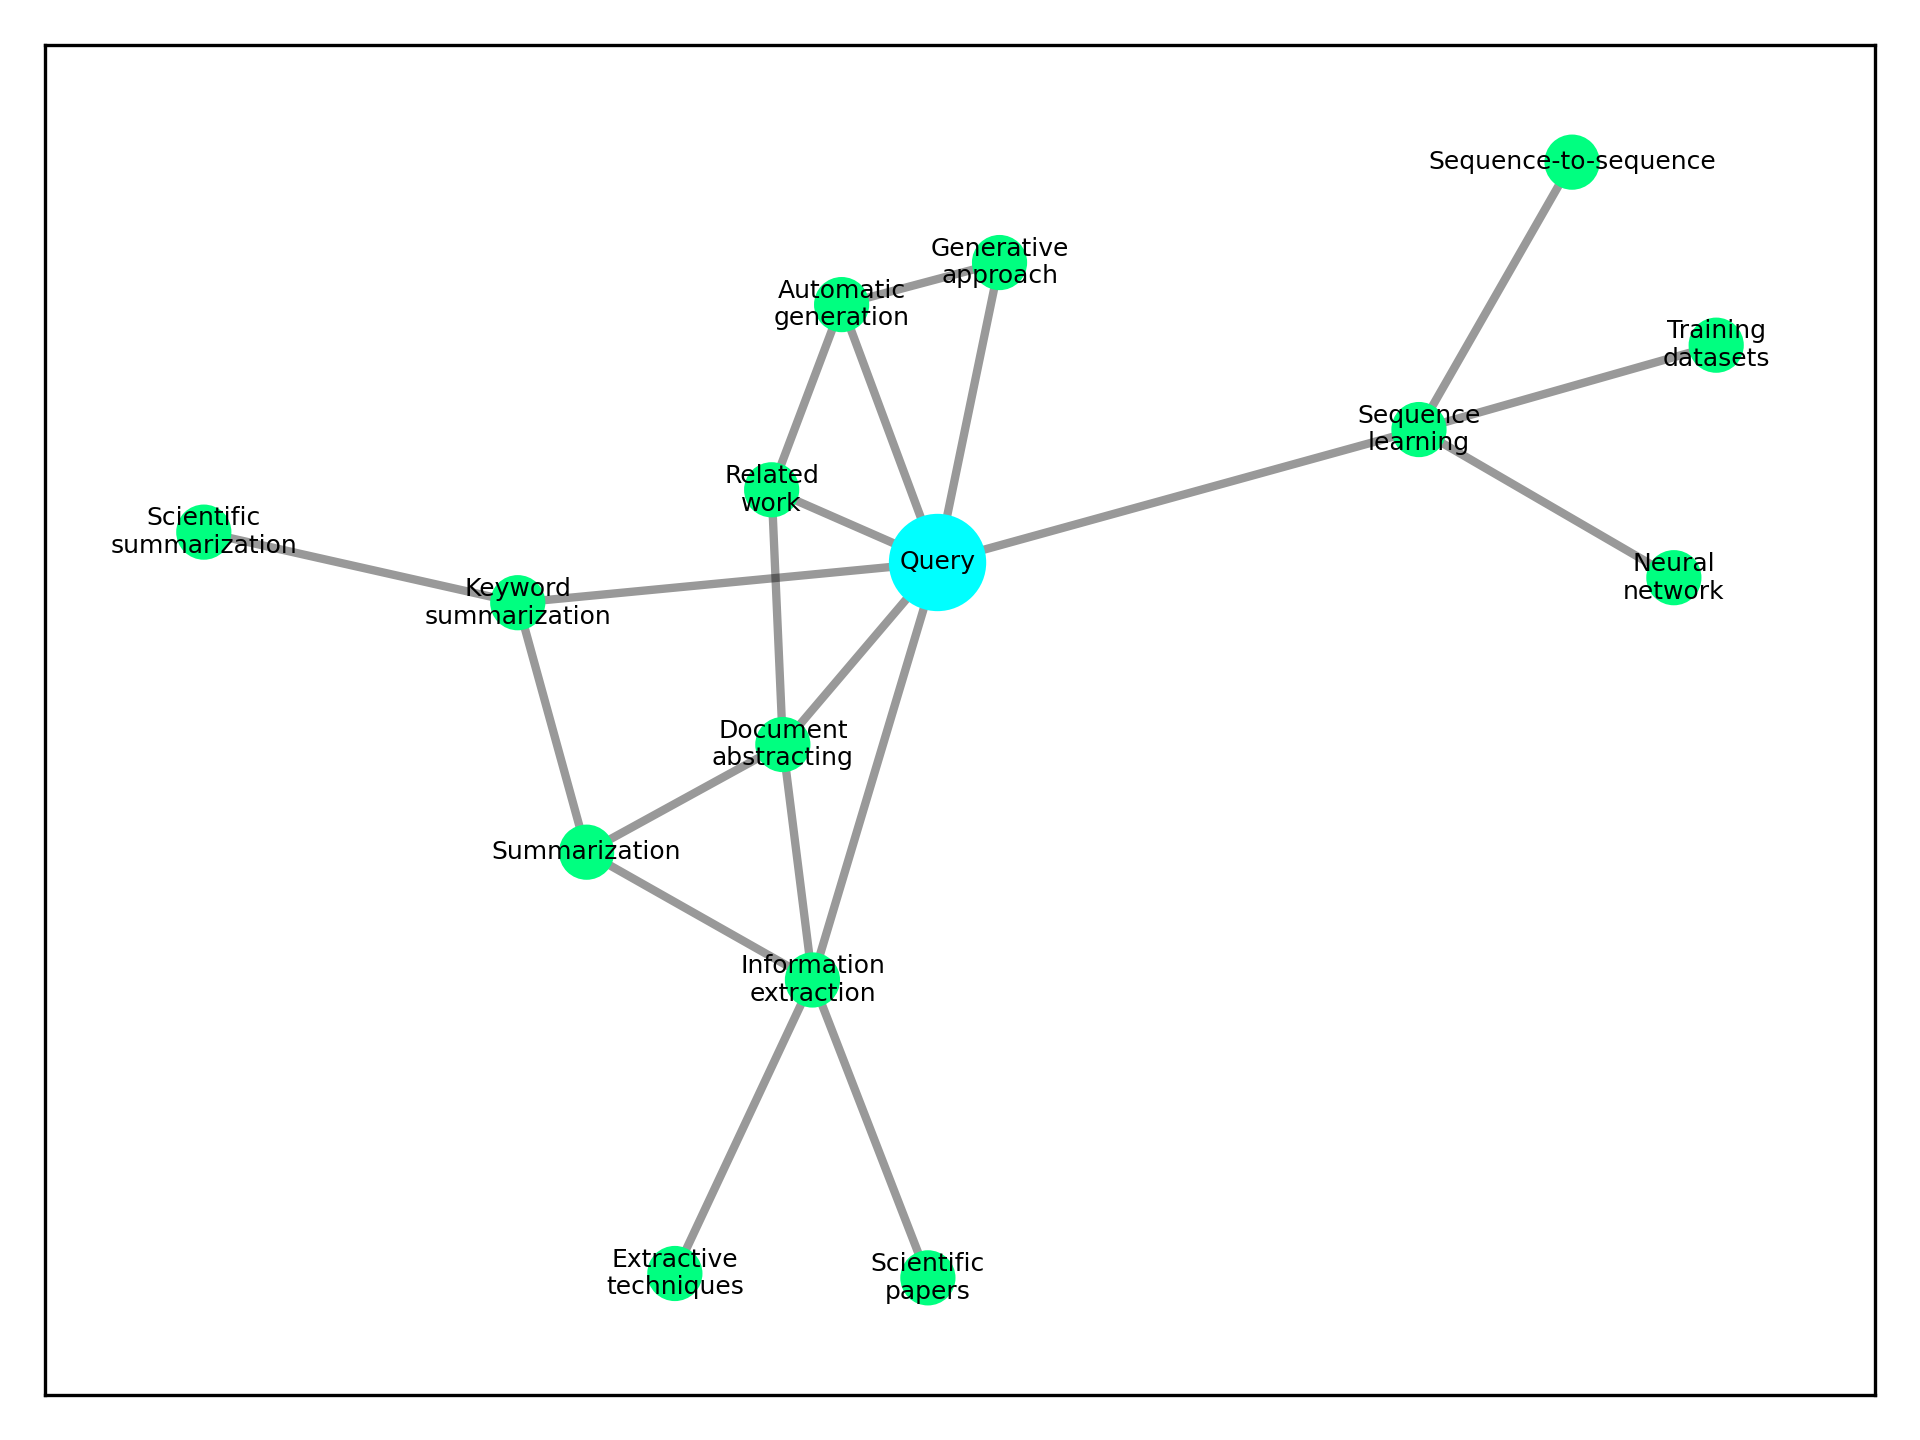 Sequence-to-sequence
Generative
approach
Automatic
generation
Training
datasets
Sequence
learning
Related
work
Scientific
summarization
Query
Neural
network
Keyword
summarization
Document
abstracting
Summarization
Information
extraction
Extractive
techniques
Scientific
papers